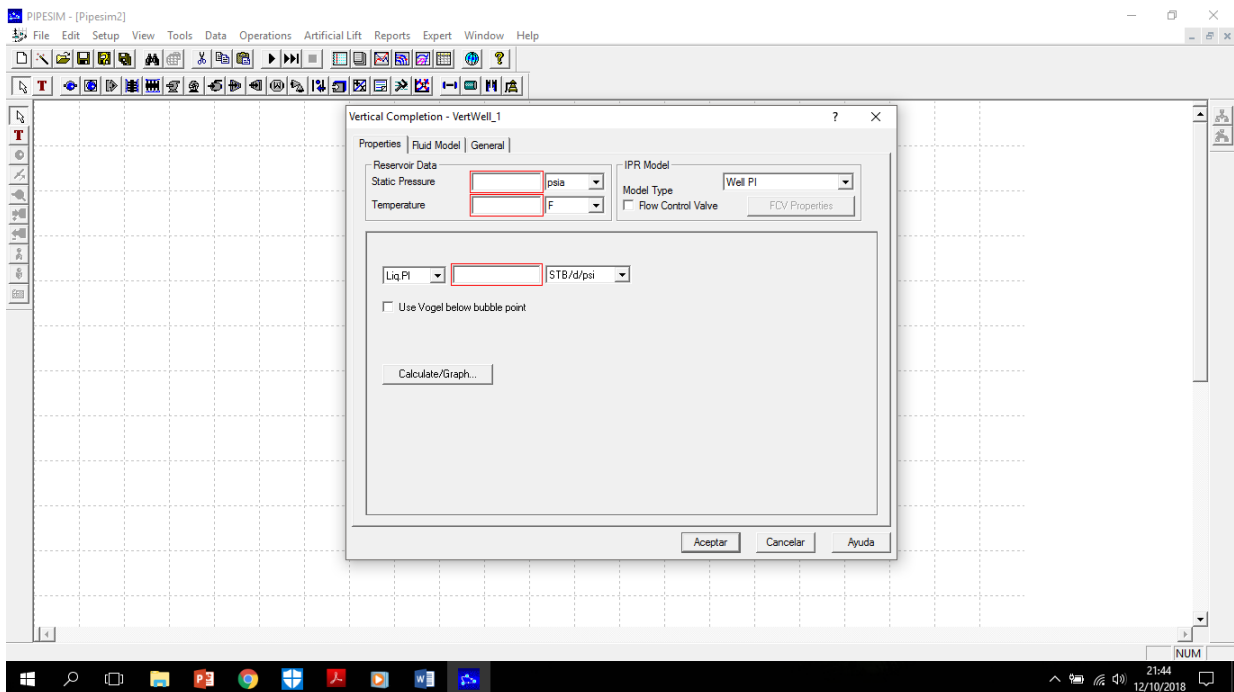 PIPESIM - [Pipesim2]
File Edit Setup View Tools Data Operations Artificial Lift Reports Expert Window Help
T
T
Vertical Completion - VertWell_1 ?
Properties Fluid Model General
Reservoir Data
Static Pressure psia
Temperature F
IPR Model
Model Type Well PI
Flow Control Valve FCV Properties
Liq.PI STB/d/psi
Use Vogel below bubble point
Calculate/Graph...
Aceptar Cancelar Ayuda
NUM
21:44
12/10/2018